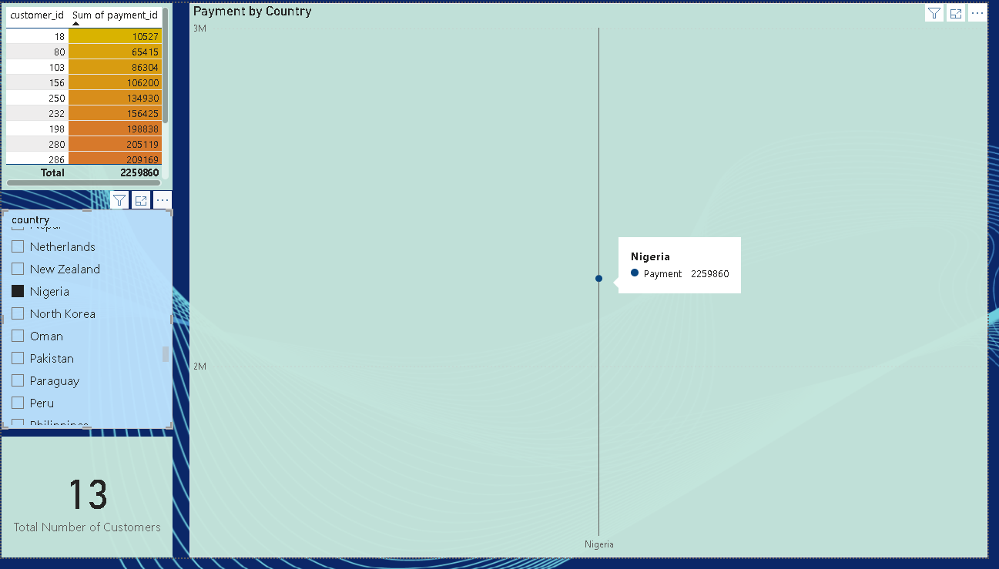 customer_id Sum of payment_id
18 10527
80 65415
103 86304
156 106200
250 134930
232 156425
198 198838
280 205119
286 209169
Total 2259860
country
Nepal
Netherlands
New Zealand
Nigeria
North Korea
Oman
Pakistan
Paraguay
Peru
Philippines
13
Total Number of Customers
Payment by Country
3M
Nigeria
Payment 2259860
2M
Nigeria